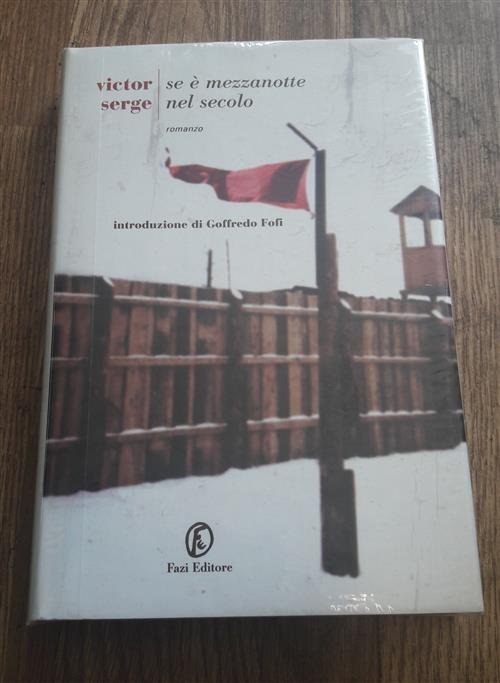 victor
serge
se è mezzanotte
nel secolo
romanzo
introduzione di Goffredo Fofi
Fazi Editore